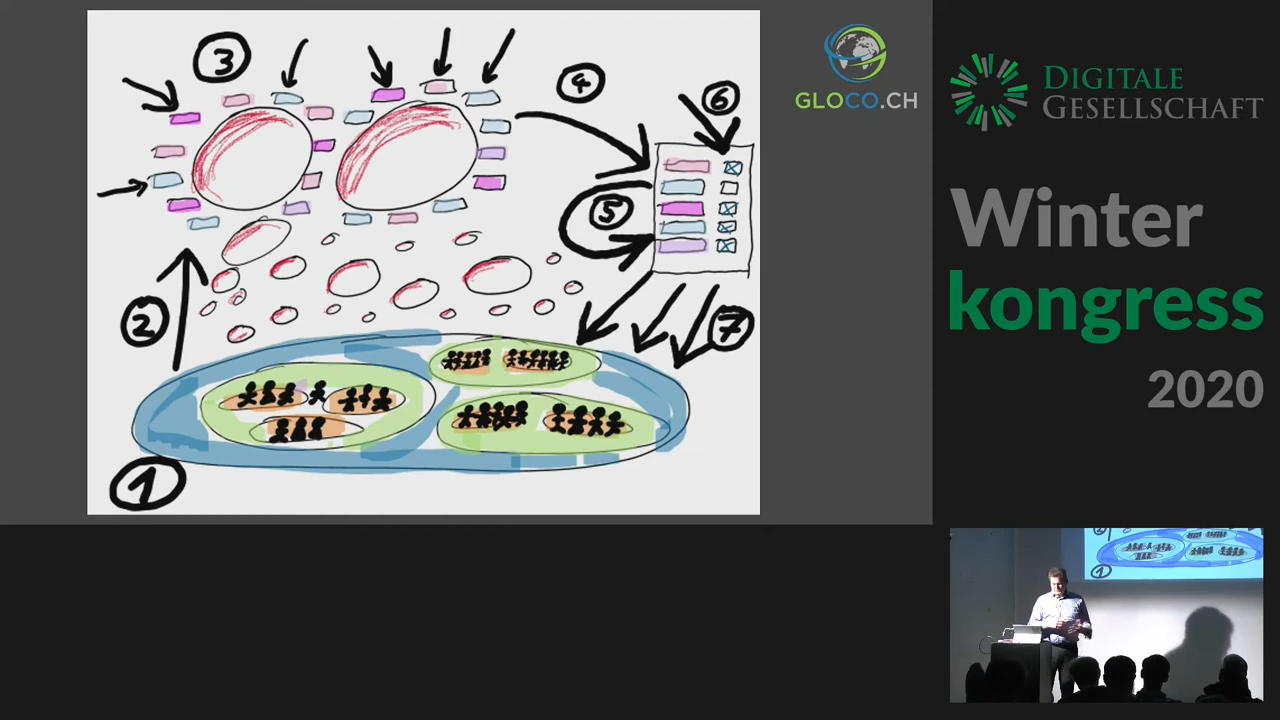 3
4
6
5
2
7
1
GLOCO.CH
DIGITALE
GESELLSCHAFT
Winter
kongress
2020